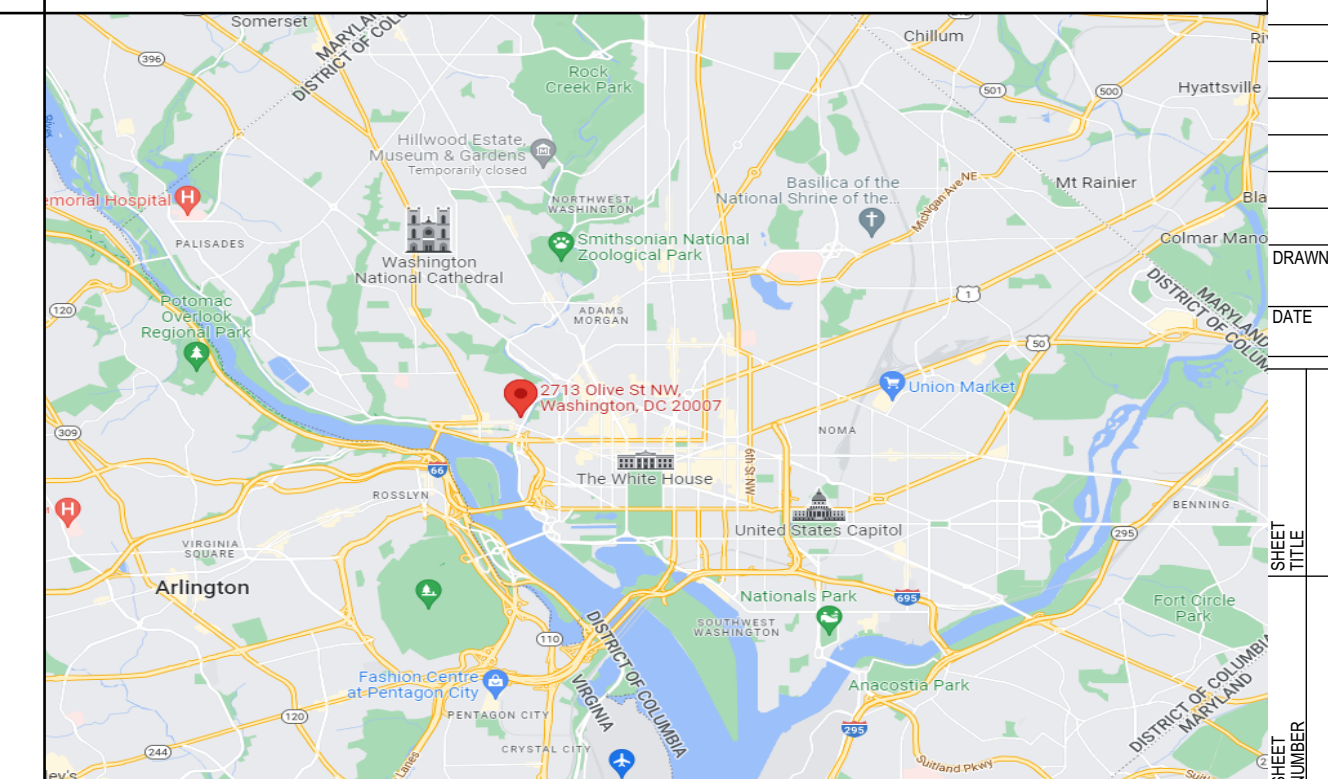 Somerset
MARYLAN
DISTRICT OF COLU
Chillum
396
Rock
Creek Park
501
500
Hyattsville
Hillwood Estate,
Museum & Gardens
Temporarily closed
Basilica of the
National Shrine of the...
Michigan Ave NE
Mt Rainier
emorial Hospital
H
NORTHWEST
WASHINGTON
Bla
PALISADES
Smithsonian National
Zoological Park
Colmar Mano
DRAWN
Washington
National Cathedral
MARYLAND
DISTRICT OF COLUM
1
Potomac
Overlook
Regional Park
120
ADAMS
MORGAN
DATE
50
2713 Olive St NW,
Washington, DC 20007
Union Market
309
NOMA
66
The White House
6th St NW
ROSSLYN
H
United States Capitol
BENNING
295
VIRGINIA
SQUARE
SHEET
TITLE
Arlington
Nationals Park
695
Fort Circle
Park
SOUTHWEST
WASHINGTON
110
DISTRICT OF COLUMBIA
VIRGINIA
Fashion Centre
at Pentagon City
Anacostia Park
DISTRICT OF COLUMBIA
MARYLAND
PENTAGON CITY
120
295
CRYSTAL CITY
244
Lanes
Suitland Pkwy
SHEET
NUMBER
ley's